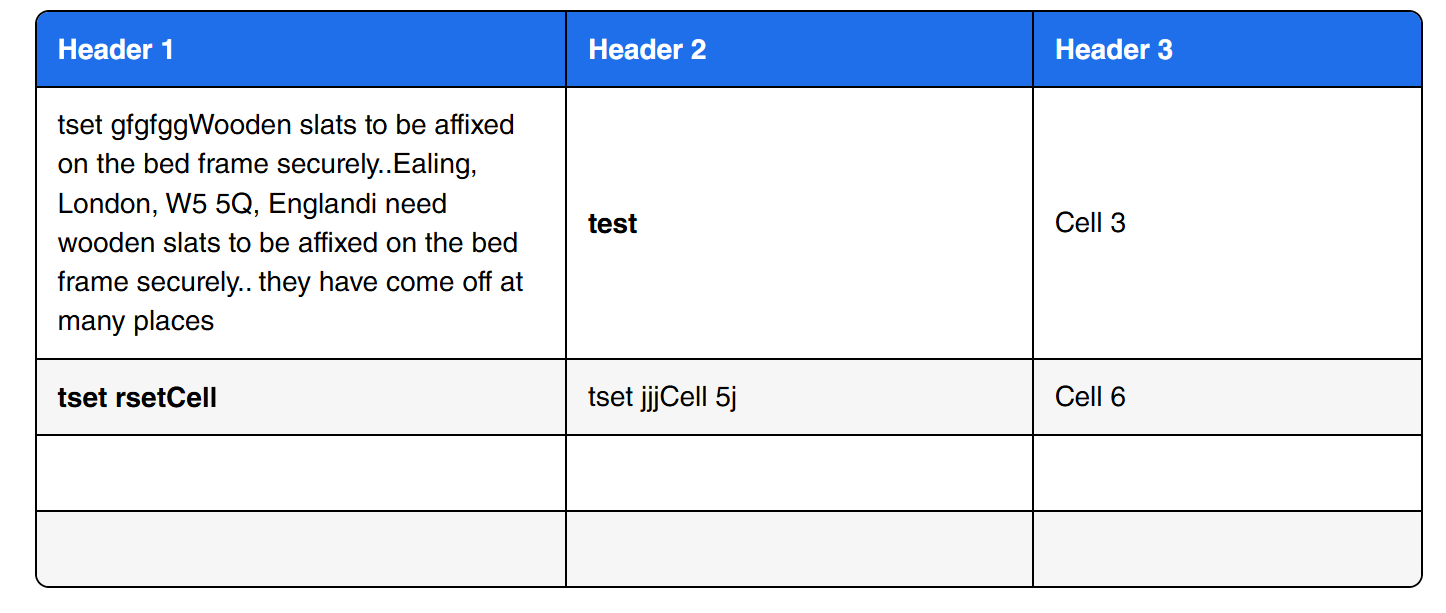 Header 1 Header 2 Header 3
tset gfgfggWooden slats to be affixed
on the bed frame securely..Ealing,
London, W5 5Q, Englandi need
wooden slats to be affixed on the bed
frame securely.. they have come off at
many places
test
Cell 3
tset rsetCell tset jjjCell 5j Cell 6